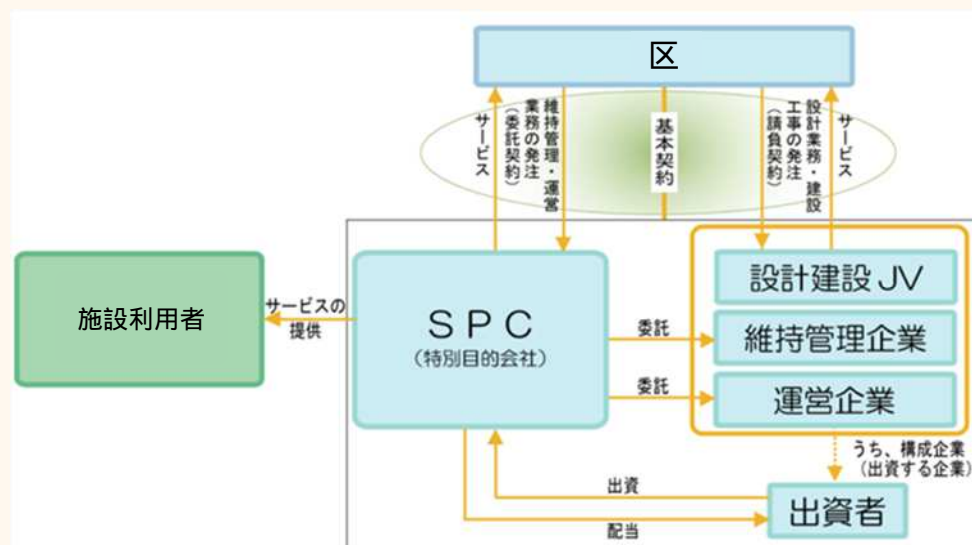 区
サービス
維持管理・運営
業務の発注
(委託契約)
基本契約
設計業務・建設
工事の発注
(請負契約)
サービス
施設利用者
サービスの
提供
SPC
(特別目的会社)
委託
委託
設計建設JV
維持管理企業
運営企業
うち、構成企業
(出資する企業)
出資
配当
出資者